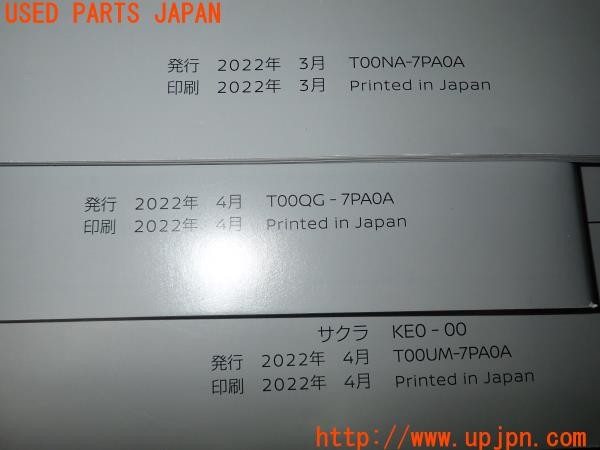 USED PARTS JAPAN
発行 2022年 3月 T00NA-7PA0A
印刷 2022年 3月 Printed in Japan
発行 2022年 4月 T00QG-7PA0A
印刷 2022年 4月 Printed in Japan
サクラ KE0-00
発行 2022年 4月 T00UM-7PA0A
印刷 2022年 4月 Printed in Japan
http://www.upjpn.com/